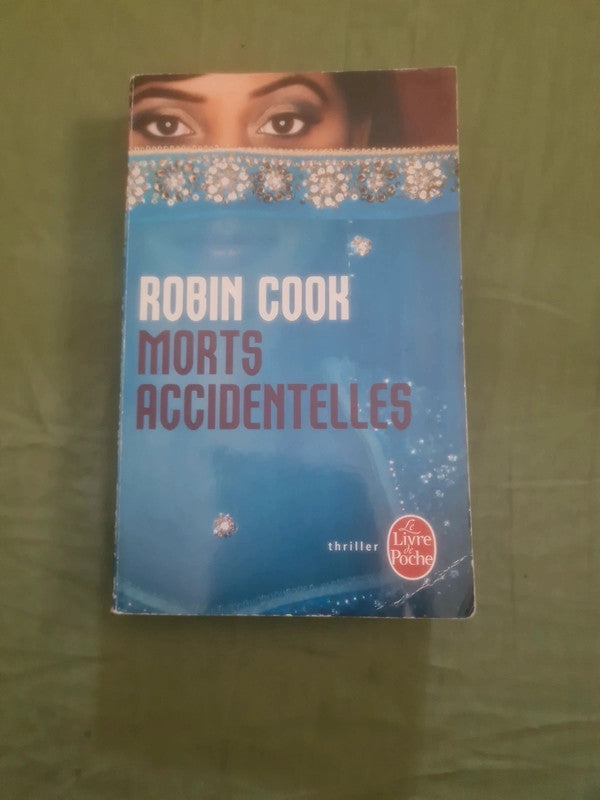 ROBIN COOK
MORTS
ACCIDENTELLES
thriller
Le
Livre
de
Poche